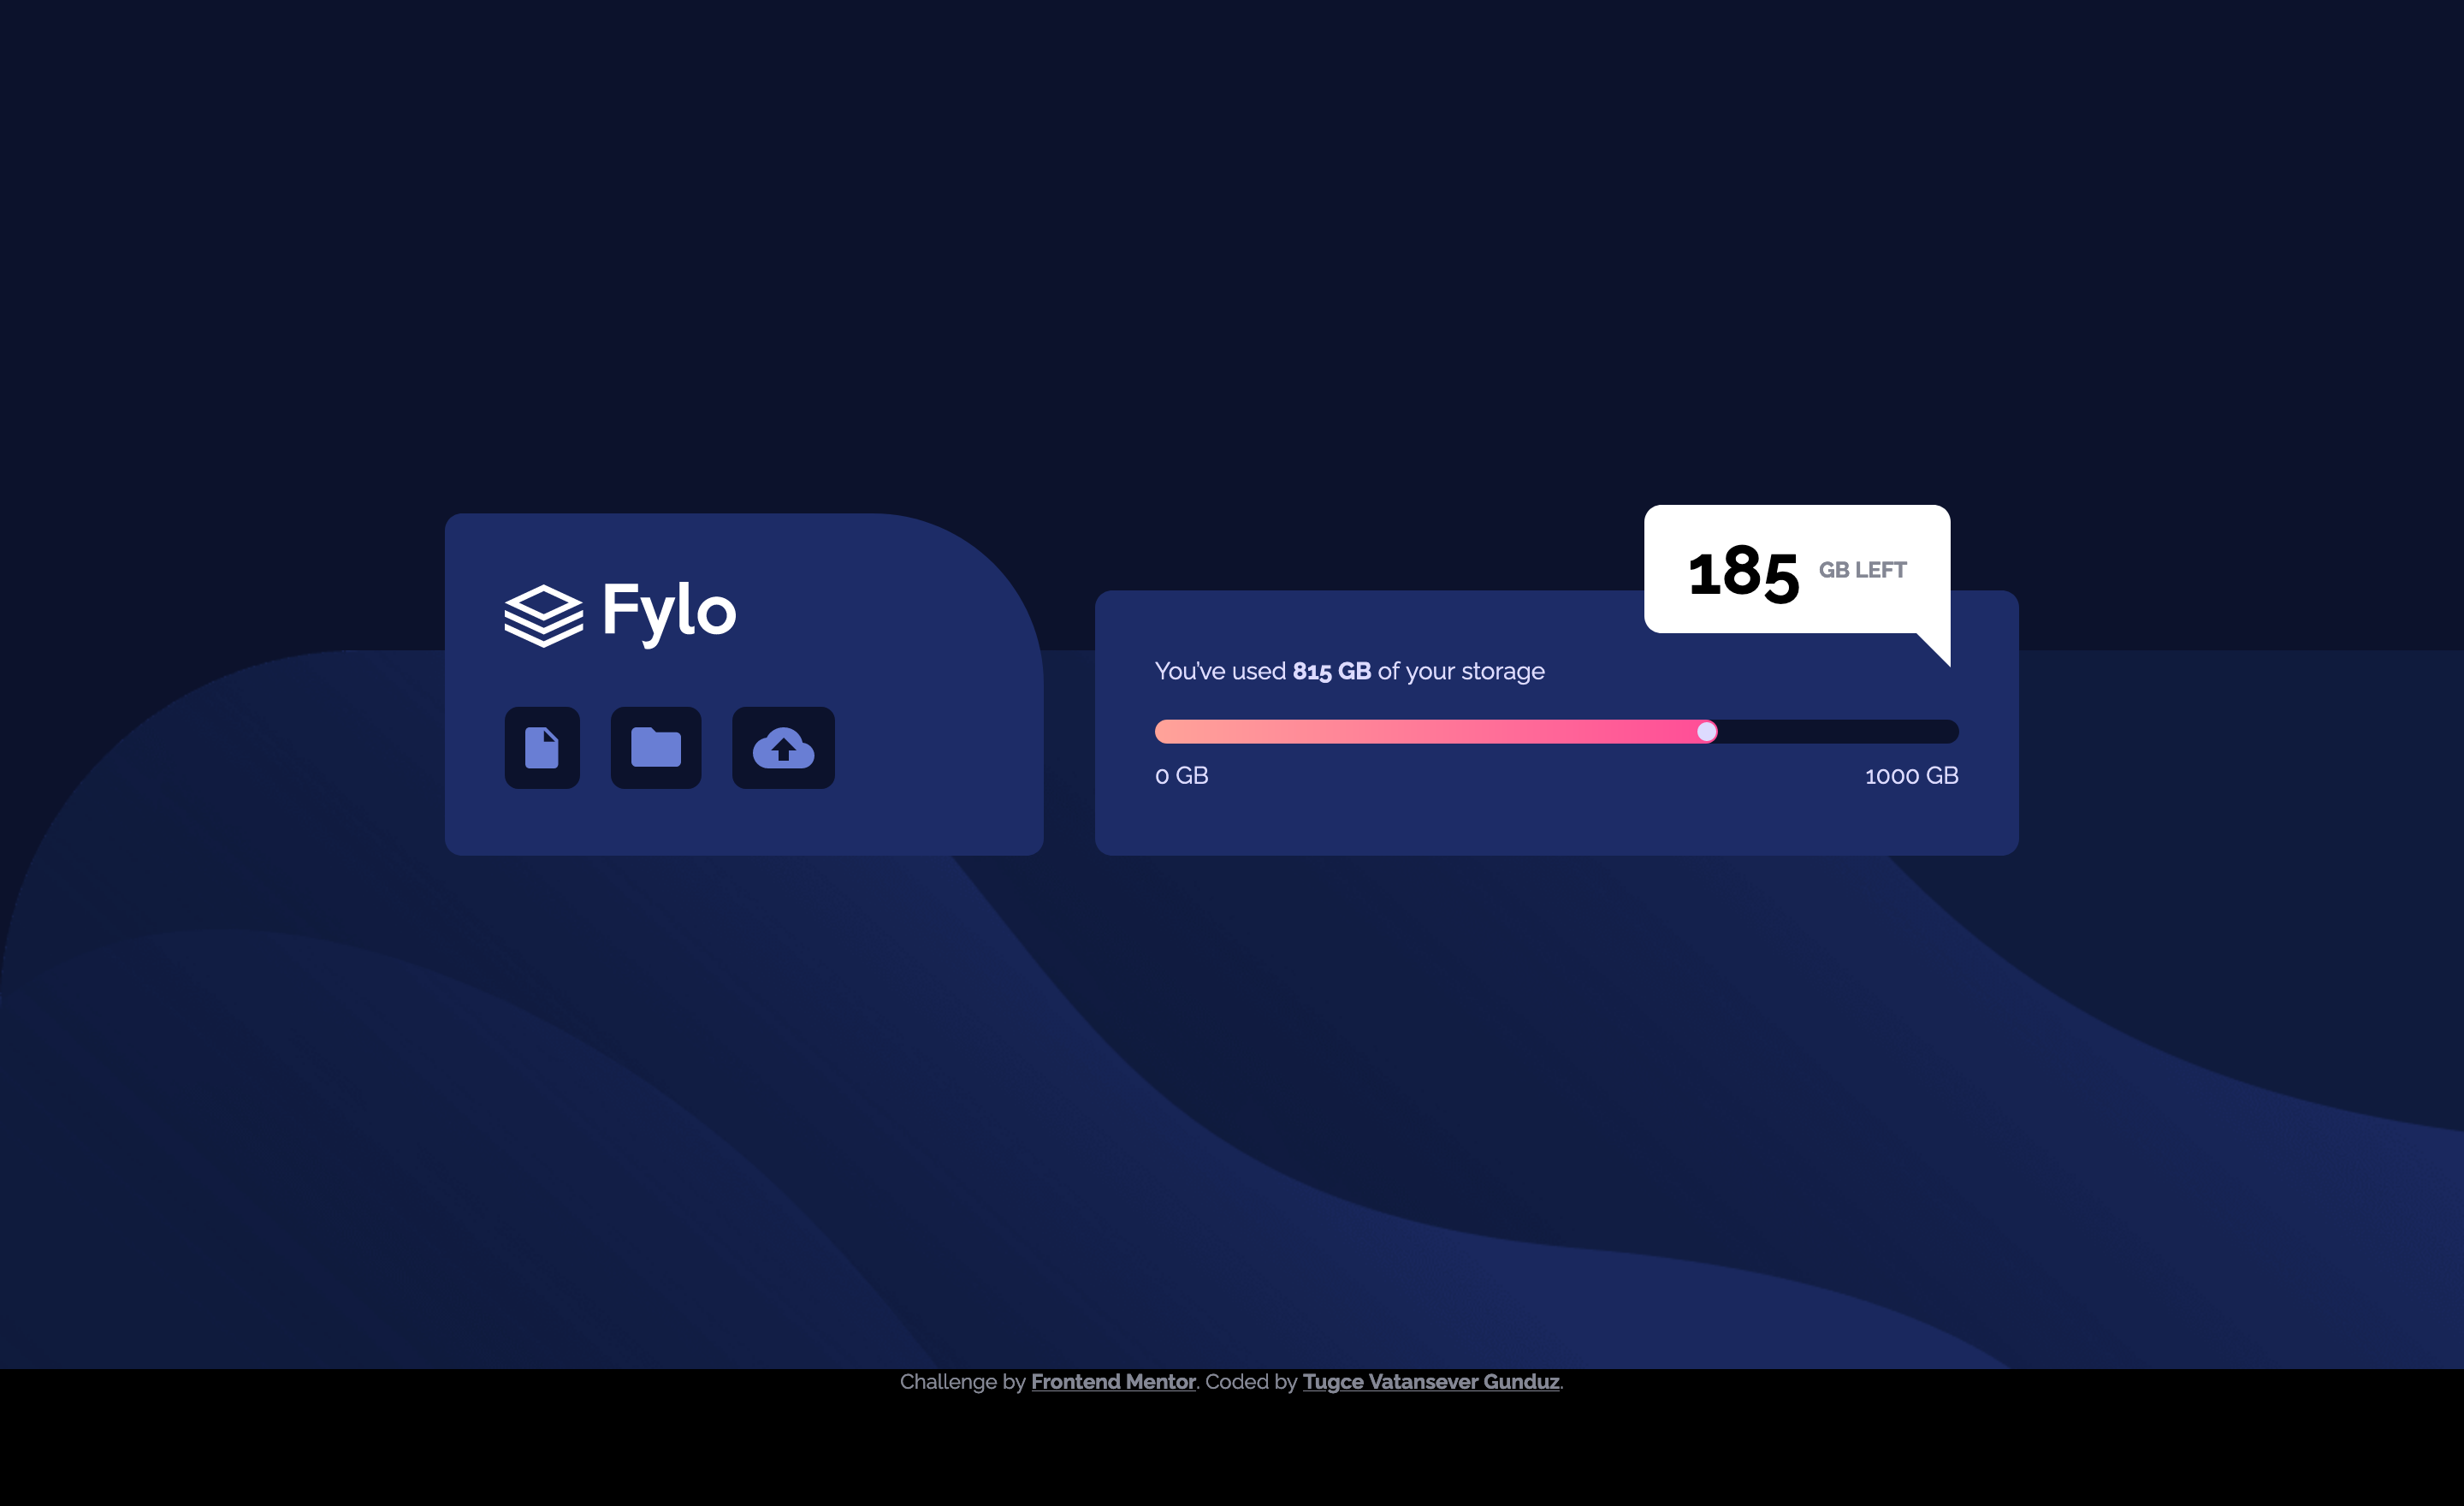 Fylo
185 GB LEFT
You've used 815 GB of your storage
0 GB 1000 GB
Challenge by Frontend Mentor. Coded by Tugce Vatansever Gunduz.